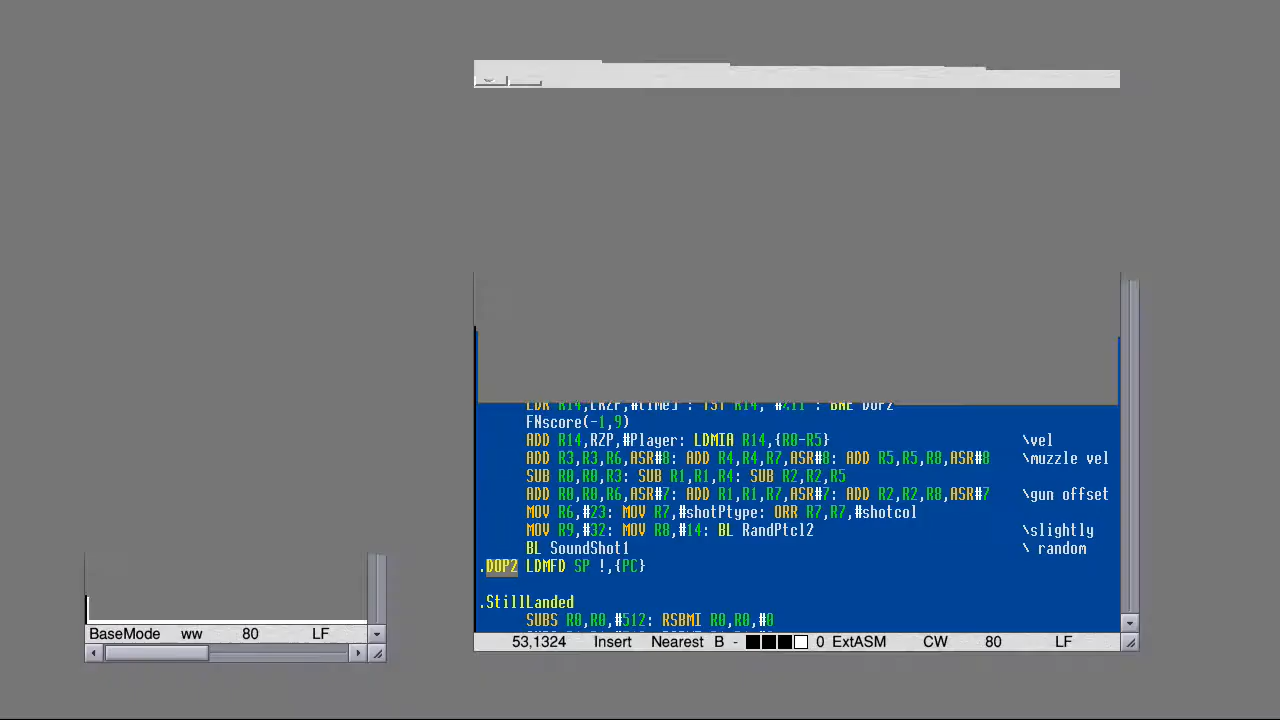 FNscore(-1,9)
ADD R14,RZP,#Player: LDMIA R14,{R0-R5} \vel
ADD R3,R3,R6,ASR#8: ADD R4,R4,R7,ASR#8: ADD R5,R5,R8,ASR#8 \muzzle vel
SUB R0,R0,R3: SUB R1,R1,R4: SUB R2,R2,R5
ADD R0,R0,R6,ASR#7: ADD R1,R1,R7,ASR#7: ADD R2,R2,R8,ASR#7 \gun offset
MOV R6,#23: MOV R7,#shotPtype: ORR R7,R7,#shotcol
MOV R9,#32: MOV R8,#14: BL RandPtcl2 \slightly
BL SoundShot1 \ random
.DOP2 LDMFD SP !,{PC}
.StillLanded
SUBS R0,R0,#512: RSBMI R0,R0,#0
53,1324 Insert Nearest B - 0 ExtASM CW 80 LF
BaseMode ww 80 LF